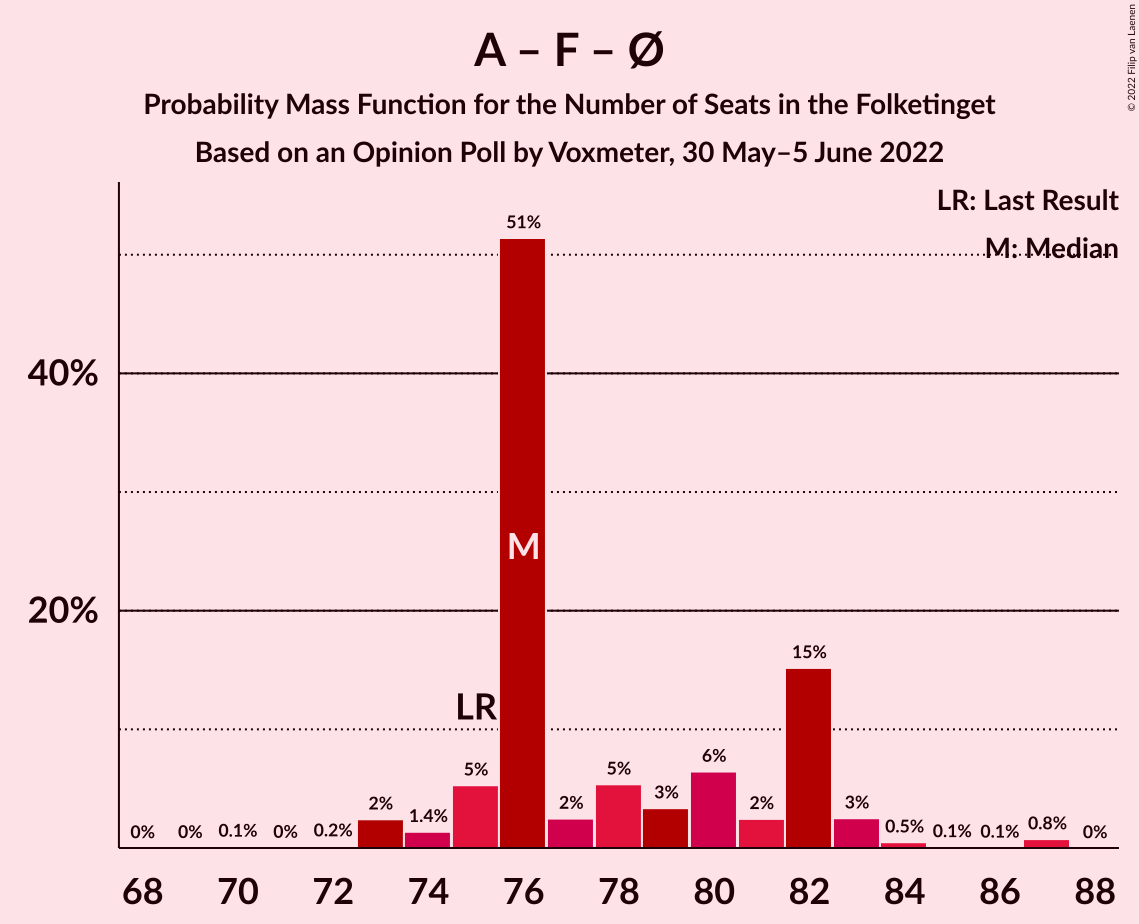 A – F – Ø
Probability Mass Function for the Number of Seats in the Folketinget
Based on an Opinion Poll by Voxmeter, 30 May–5 June 2022
© 2022 Filip van Laenen
LR: Last Result
M: Median
51%
40%
M
20%
15%
LR
6%
5%
5%
2%
1.4%
2%
3%
2%
3%
0%
0%
0.1%
0%
0.2%
0.5%
0.1%
0.1%
0.8%
0%
68 70 72 74 76 78 80 82 84 86 88